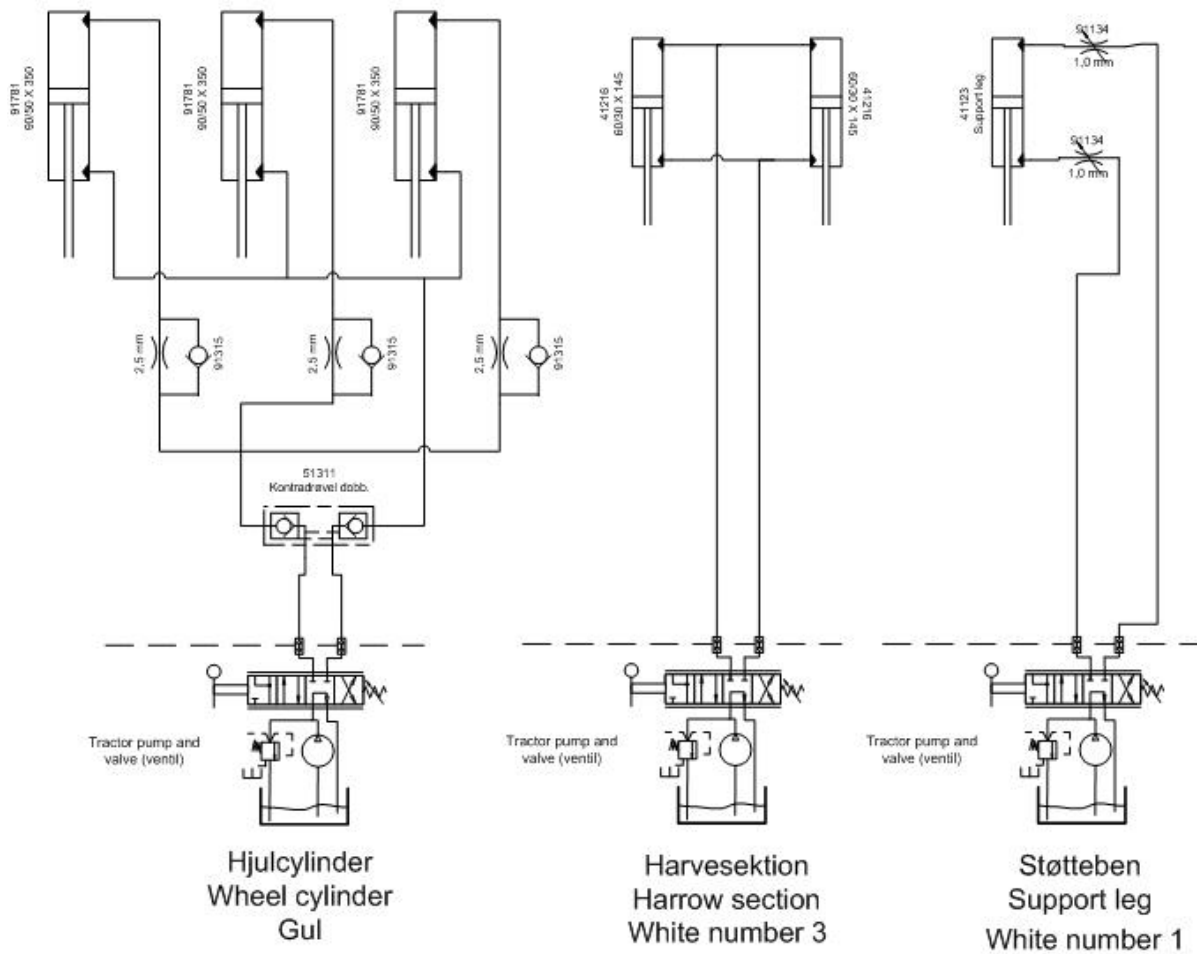 91781
90/50 X 350
91781
90/50 X 350
91781
90/50 X 350
2,5 mm
91315
2,5 mm
91315
2,5 mm
91315
51311
Kontradrøvel dobb.
Tractor pump and
valve (ventil)
Hjulcylinder
Wheel cylinder
Gul
41216
60/30 X 145
41216
60/30 X 145
Tractor pump and
valve (ventil)
Harvesektion
Harrow section
White number 3
41123
Support leg
91134
1,0 mm
91134
1,0 mm
Tractor pump and
valve (ventil)
Støtteben
Support leg
White number 1